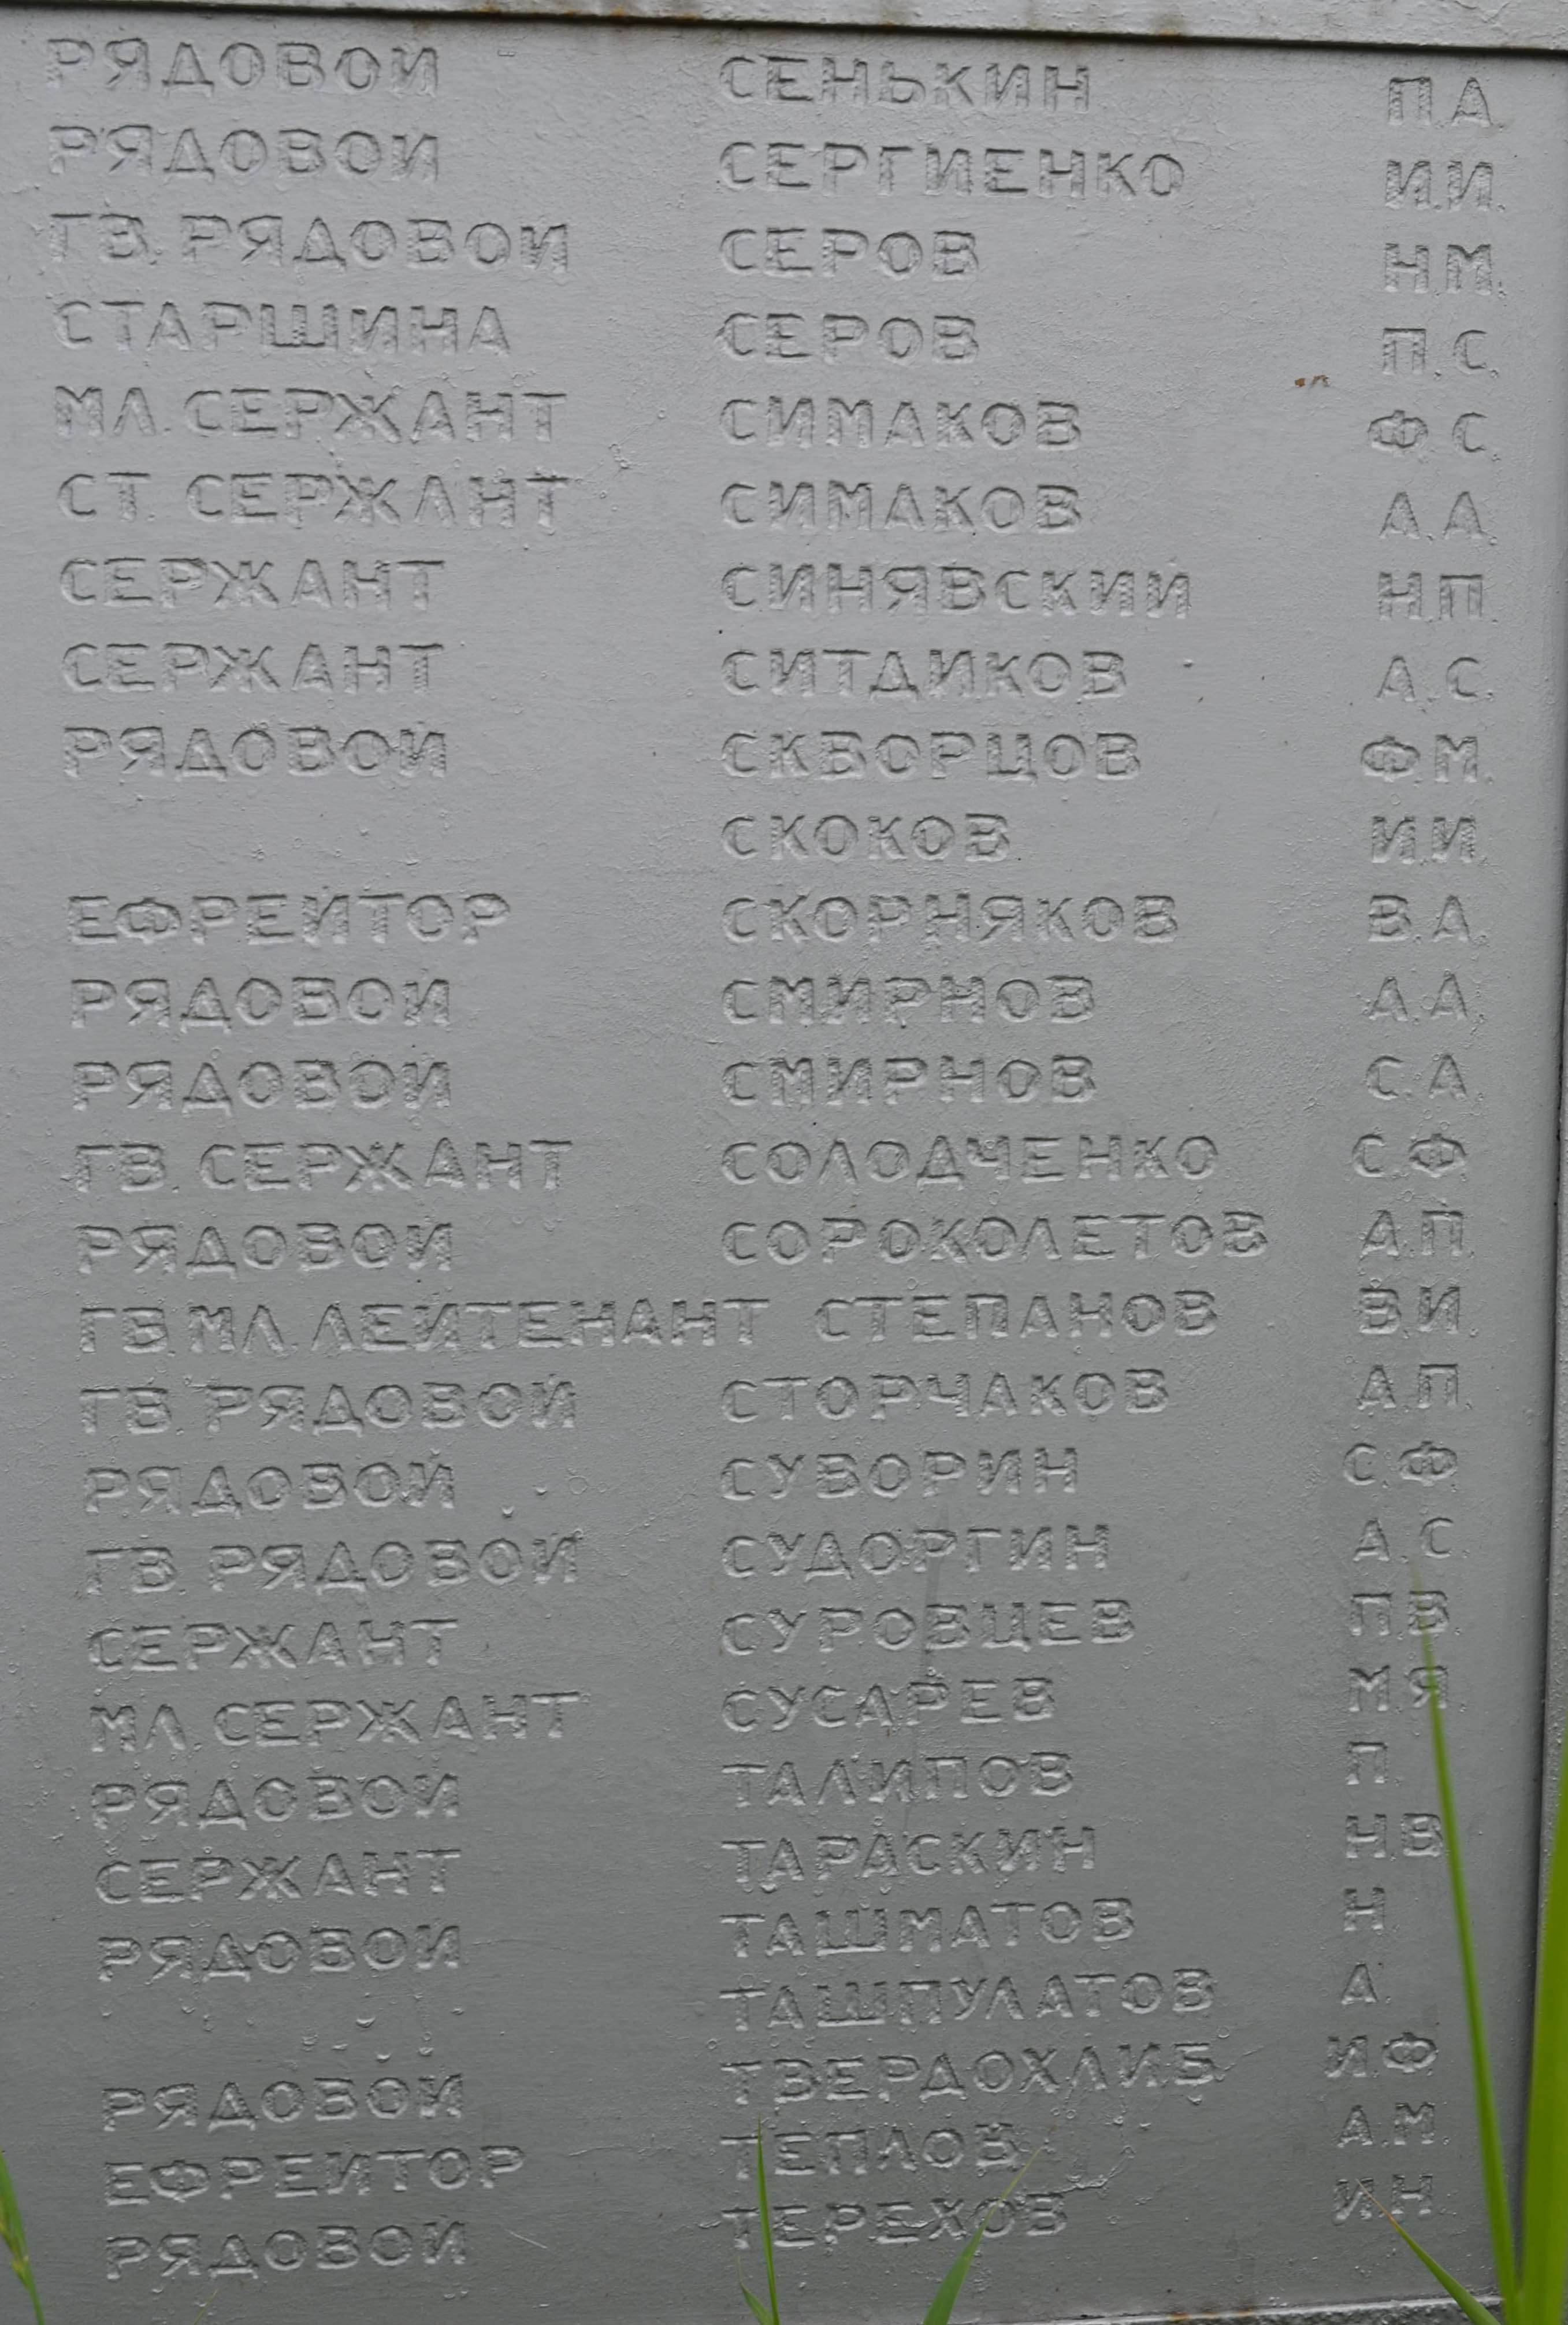 РЯДОВОЙ СЕНЬКИН П.А.
РЯДОВОЙ СЕРГИЕНКО И.И.
ГВ. РЯДОВОЙ СЕРОВ Н.М.
СТАРШИНА СЕРОВ П.С.
МЛ. СЕРЖАНТ СИМАКОВ Ф.С.
СТ. СЕРЖАНТ СИМАКОВ А.А.
СЕРЖАНТ СИНЯВСКИЙ Н.П.
СЕРЖАНТ СИТДИКОВ А.С.
РЯДОВОЙ СКВОРЦОВ Ф.М.
СКОКОВ И.И.
ЕФРЕЙТОР СКОРНЯКОВ В.А.
РЯДОВОЙ СМИРНОВ А.А.
РЯДОВОЙ СМИРНОВ С.А.
ГВ. СЕРЖАНТ СОЛОДЧЕНКО С.Ф.
РЯДОВОЙ СОРОКОЛЕТОВ А.П.
ГВ. МЛ. ЛЕЙТЕНАНТ СТЕПАНОВ В.И.
ГВ. РЯДОВОЙ СТОРЧАКОВ А.П.
РЯДОВОЙ СУВОРИН С.Ф.
ГВ. РЯДОВОЙ СУДОРГИН А.С.
СЕРЖАНТ СУРОВЦЕВ П.В.
МЛ. СЕРЖАНТ СУСАРЕВ М.Я.
РЯДОВОЙ ТАЛИПОВ П.
СЕРЖАНТ ТАРАСКИН Н.В.
РЯДОВОЙ ТАШМАТОВ Н.
ТАШПУЛАТОВ А.
РЯДОВОЙ ТВЕРДОХЛИБ И.Ф.
ЕФРЕЙТОР ТЕПЛОВ А.М.
РЯДОВОЙ ТЕРЕХОВ И.Н.